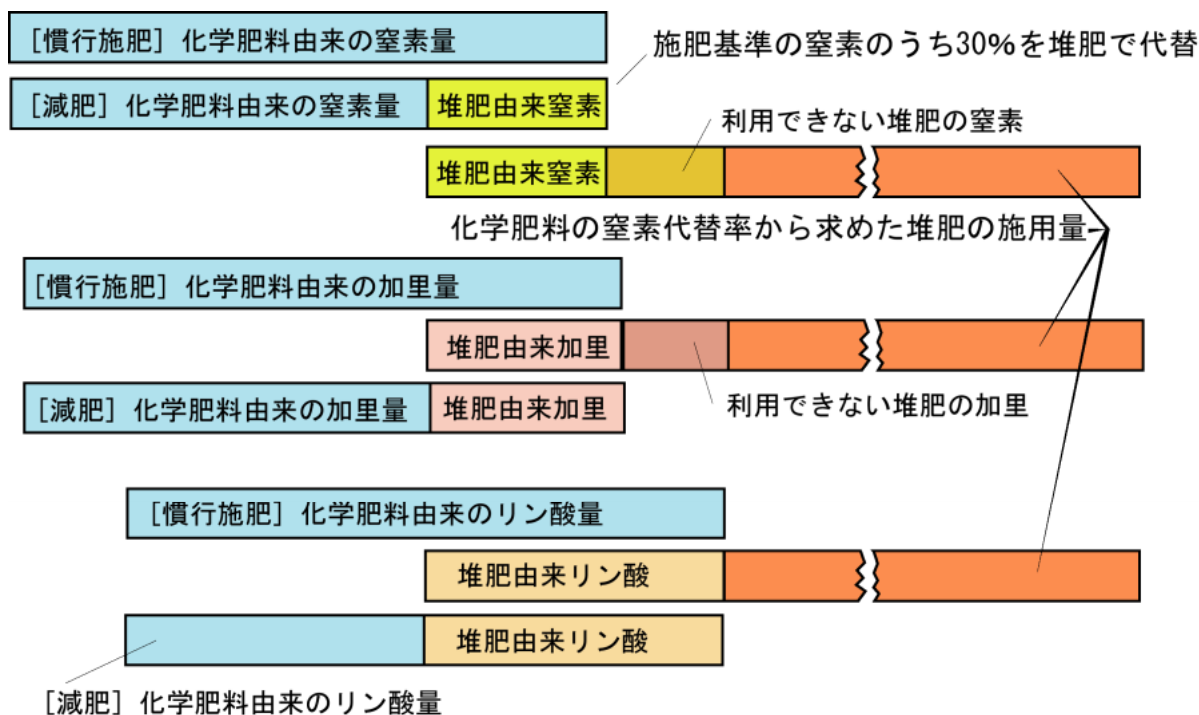 ［慣行施肥］化学肥料由来の窒素量
施肥基準の窒素のうち30%を堆肥で代替
［減肥］化学肥料由来の窒素量
堆肥由来窒素
利用できない堆肥の窒素
堆肥由来窒素
化学肥料の窒素代替率から求めた堆肥の施用量
［慣行施肥］化学肥料由来の加里量
堆肥由来加里
［減肥］化学肥料由来の加里量
堆肥由来加里
利用できない堆肥の加里
［慣行施肥］化学肥料由来のリン酸量
堆肥由来リン酸
堆肥由来リン酸
［減肥］化学肥料由来のリン酸量